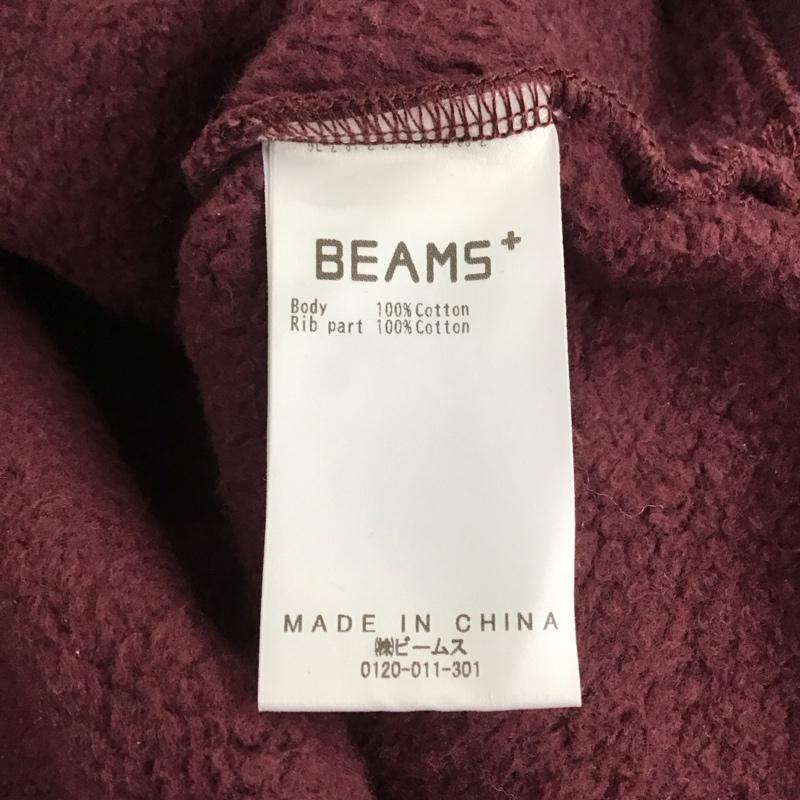 BEAMS+
Body 100%Cotton
Rib part 100%Cotton
MADE IN CHINA
㈱ビームス
0120-011-301